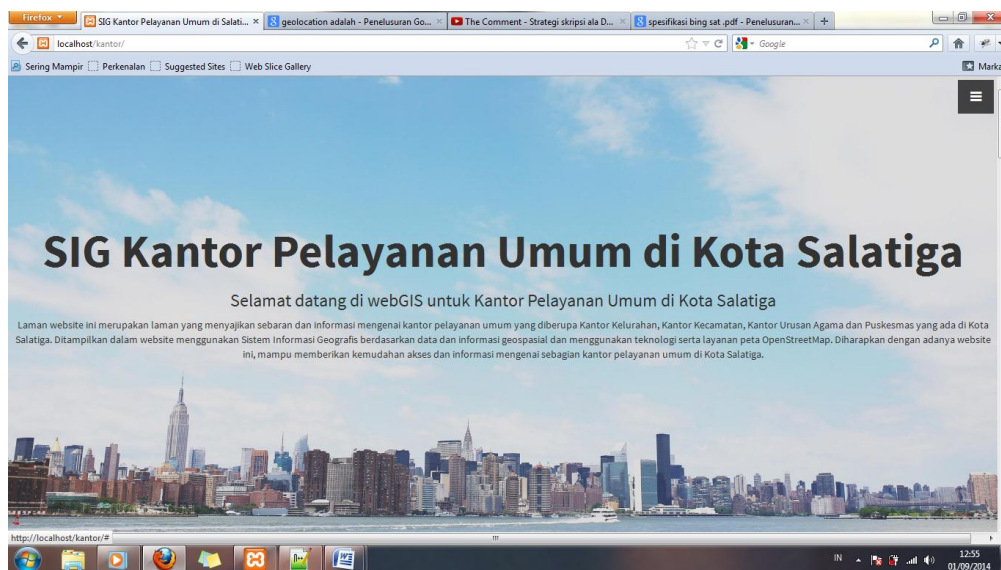 Firefox
SIG Kantor Pelayanan Umum di Salati...
geolocation adalah - Penelusuran Go...
The Comment - Strategi skripsi ala D...
spesifikasi bing sat .pdf - Penelusuran...
localhost/kantor/
Google
Sering Mampir Perkenalan Suggested Sites Web Slice Gallery
Marka
SIG Kantor Pelayanan Umum di Kota Salatiga
Selamat datang di webGIS untuk Kantor Pelayanan Umum di Kota Salatiga
Laman website ini merupakan laman yang menyajikan sebaran dan informasi mengenai kantor pelayanan umum yang diberupa Kantor Kelurahan, Kantor Kecamatan, Kantor Urusan Agama dan Puskesmas yang ada di Kota
Salatiga. Ditampilkan dalam website menggunakan Sistem Informasi Geografis berdasarkan data dan informasi geospasial dan menggunakan teknologi serta layanan peta OpenStreetMap. Diharapkan dengan adanya website
ini, mampu memberikan kemudahan akses dan informasi mengenai sebagian kantor pelayanan umum di Kota Salatiga.
http://localhost/kantor/#
IN
12:55
01/09/2014